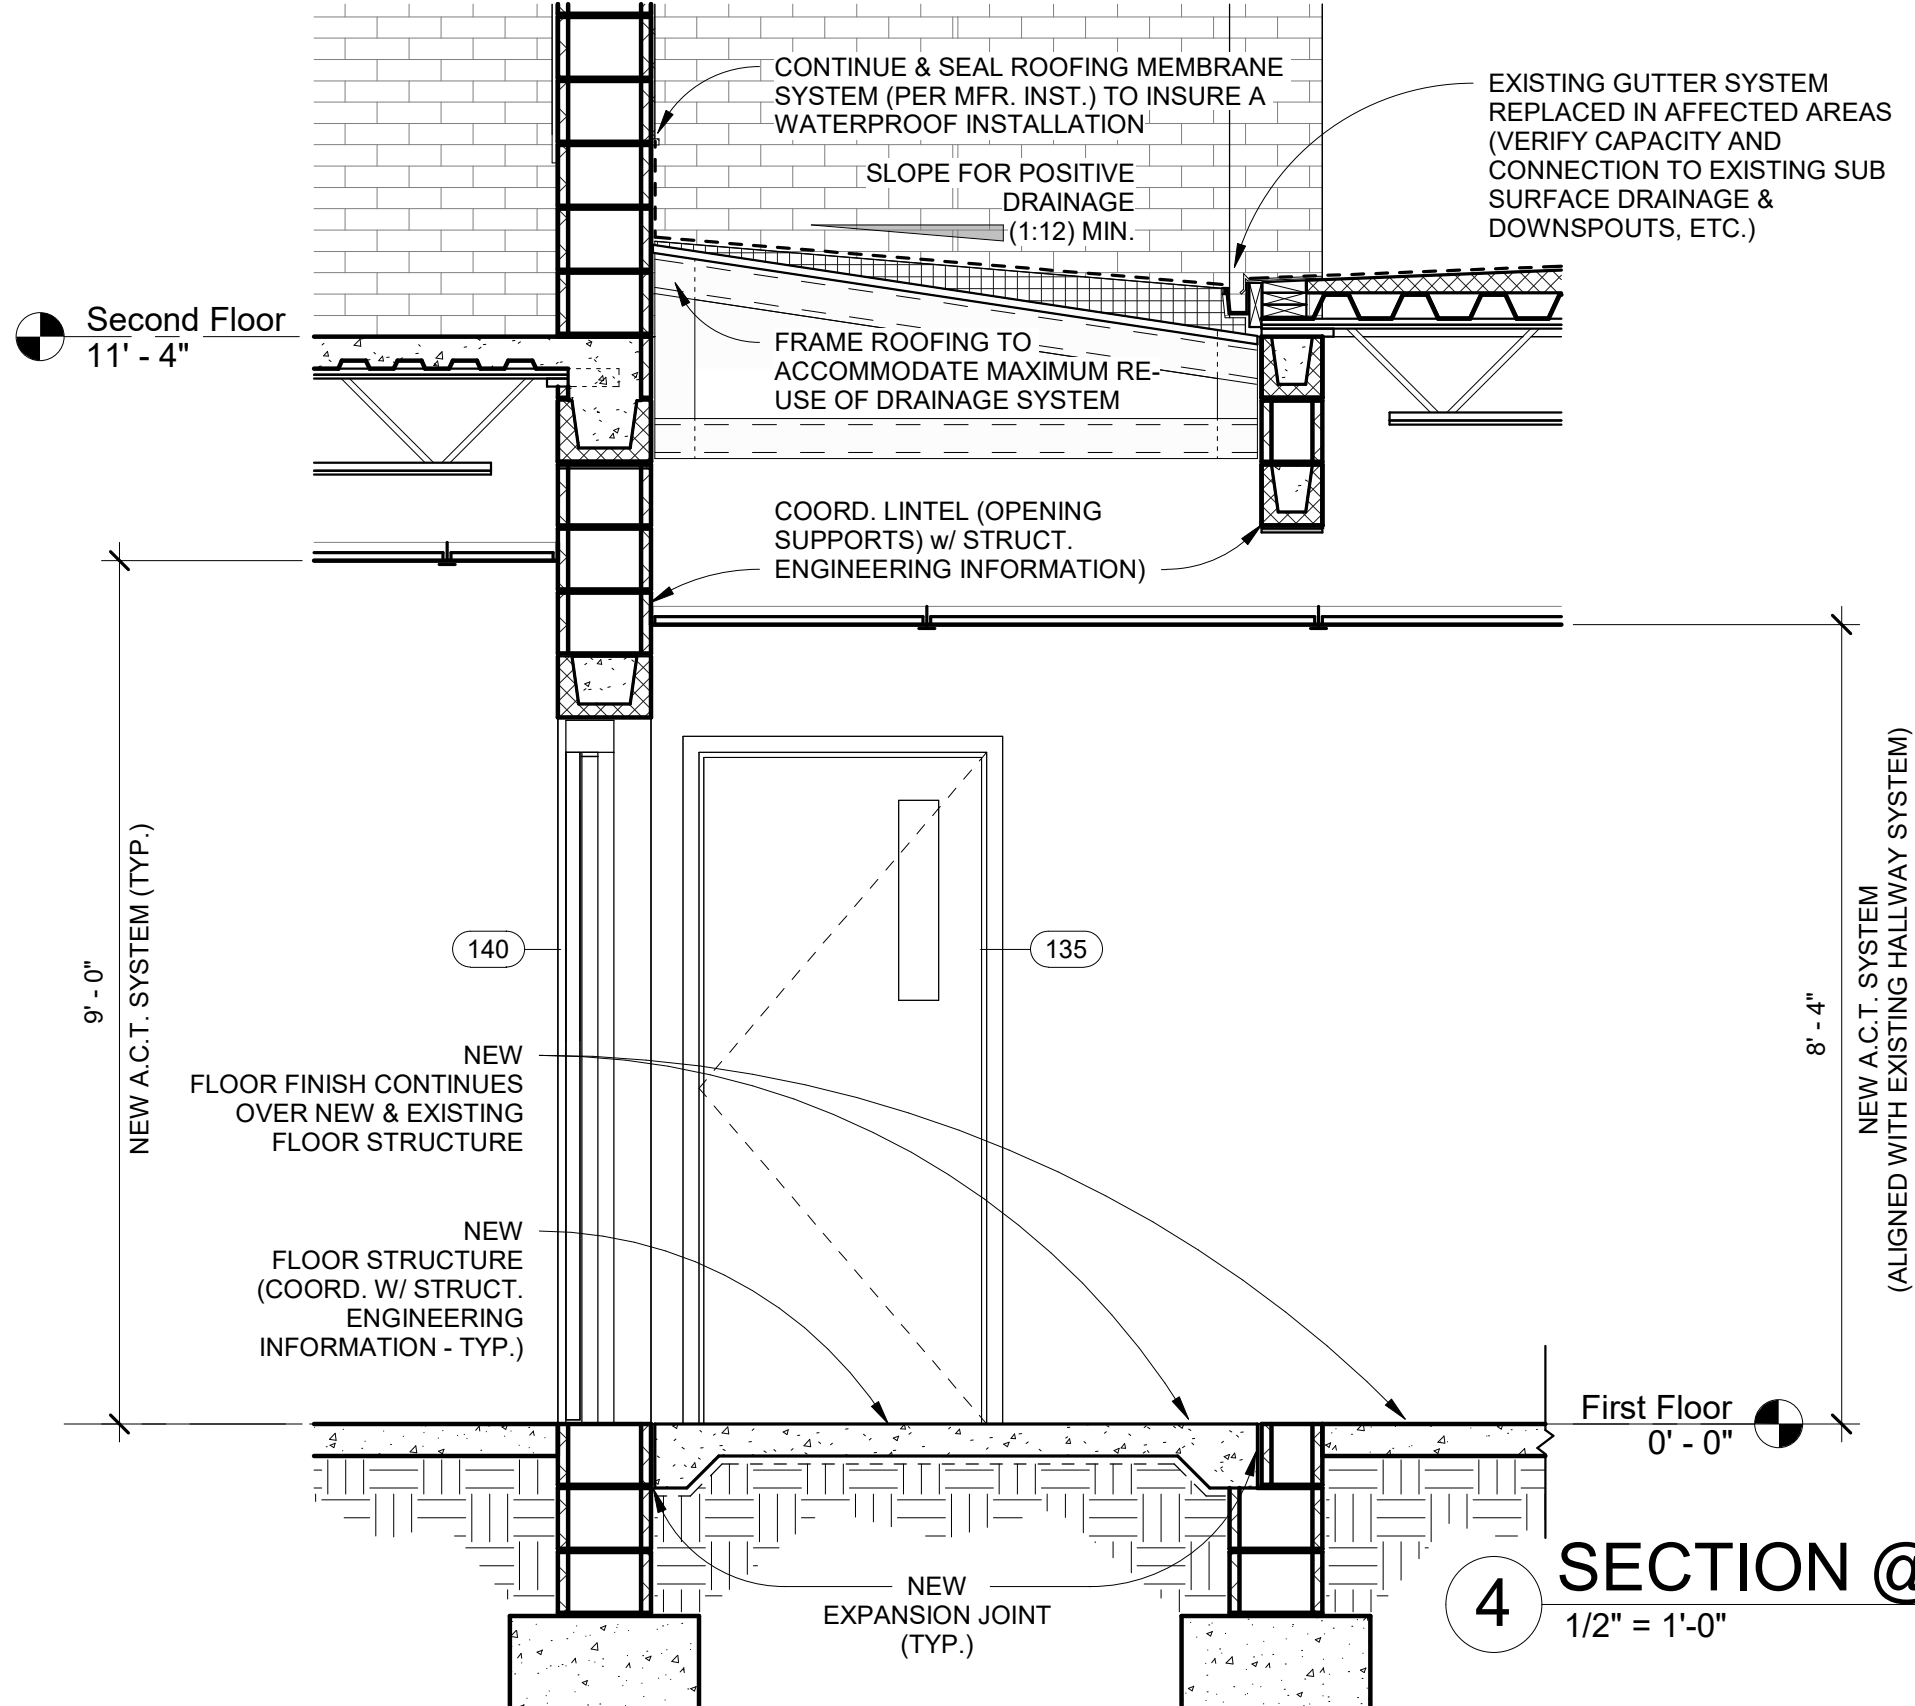 CONTINUE & SEAL ROOFING MEMBRANE
SYSTEM (PER MFR. INST.) TO INSURE A
WATERPROOF INSTALLATION
EXISTING GUTTER SYSTEM
REPLACED IN AFFECTED AREAS
(VERIFY CAPACITY AND
CONNECTION TO EXISTING SUB
SURFACE DRAINAGE &
DOWNSPOUTS, ETC.)
SLOPE FOR POSITIVE
DRAINAGE
(1:12) MIN.
Second Floor
11' - 4"
FRAME ROOFING TO
ACCOMMODATE MAXIMUM RE-
USE OF DRAINAGE SYSTEM
COORD. LINTEL (OPENING
SUPPORTS) w/ STRUCT.
ENGINEERING INFORMATION)
9' - 0"
NEW A.C.T. SYSTEM (TYP.)
140
135
8' - 4"
NEW A.C.T. SYSTEM
(ALIGNED WITH EXISTING HALLWAY SYSTEM)
NEW
FLOOR FINISH CONTINUES
OVER NEW & EXISTING
FLOOR STRUCTURE
NEW
FLOOR STRUCTURE
(COORD. W/ STRUCT.
ENGINEERING
INFORMATION - TYP.)
First Floor
0' - 0"
NEW
EXPANSION JOINT
(TYP.)
4
SECTION @
1/2" = 1'-0"